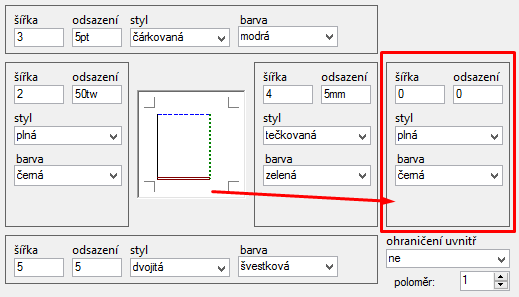 šířka odsazení styl barva
3 5pt čárkovaná modrá
šířka odsazení
2 50tw
styl
plná
barva
černá
šířka odsazení
4 5mm
styl
tečkovaná
barva
zelená
šířka odsazení
0 0
styl
plná
barva
černá
šířka odsazení styl barva
5 5 dvojitá švestková
ohraničení uvnitř
ne
poloměr: 1